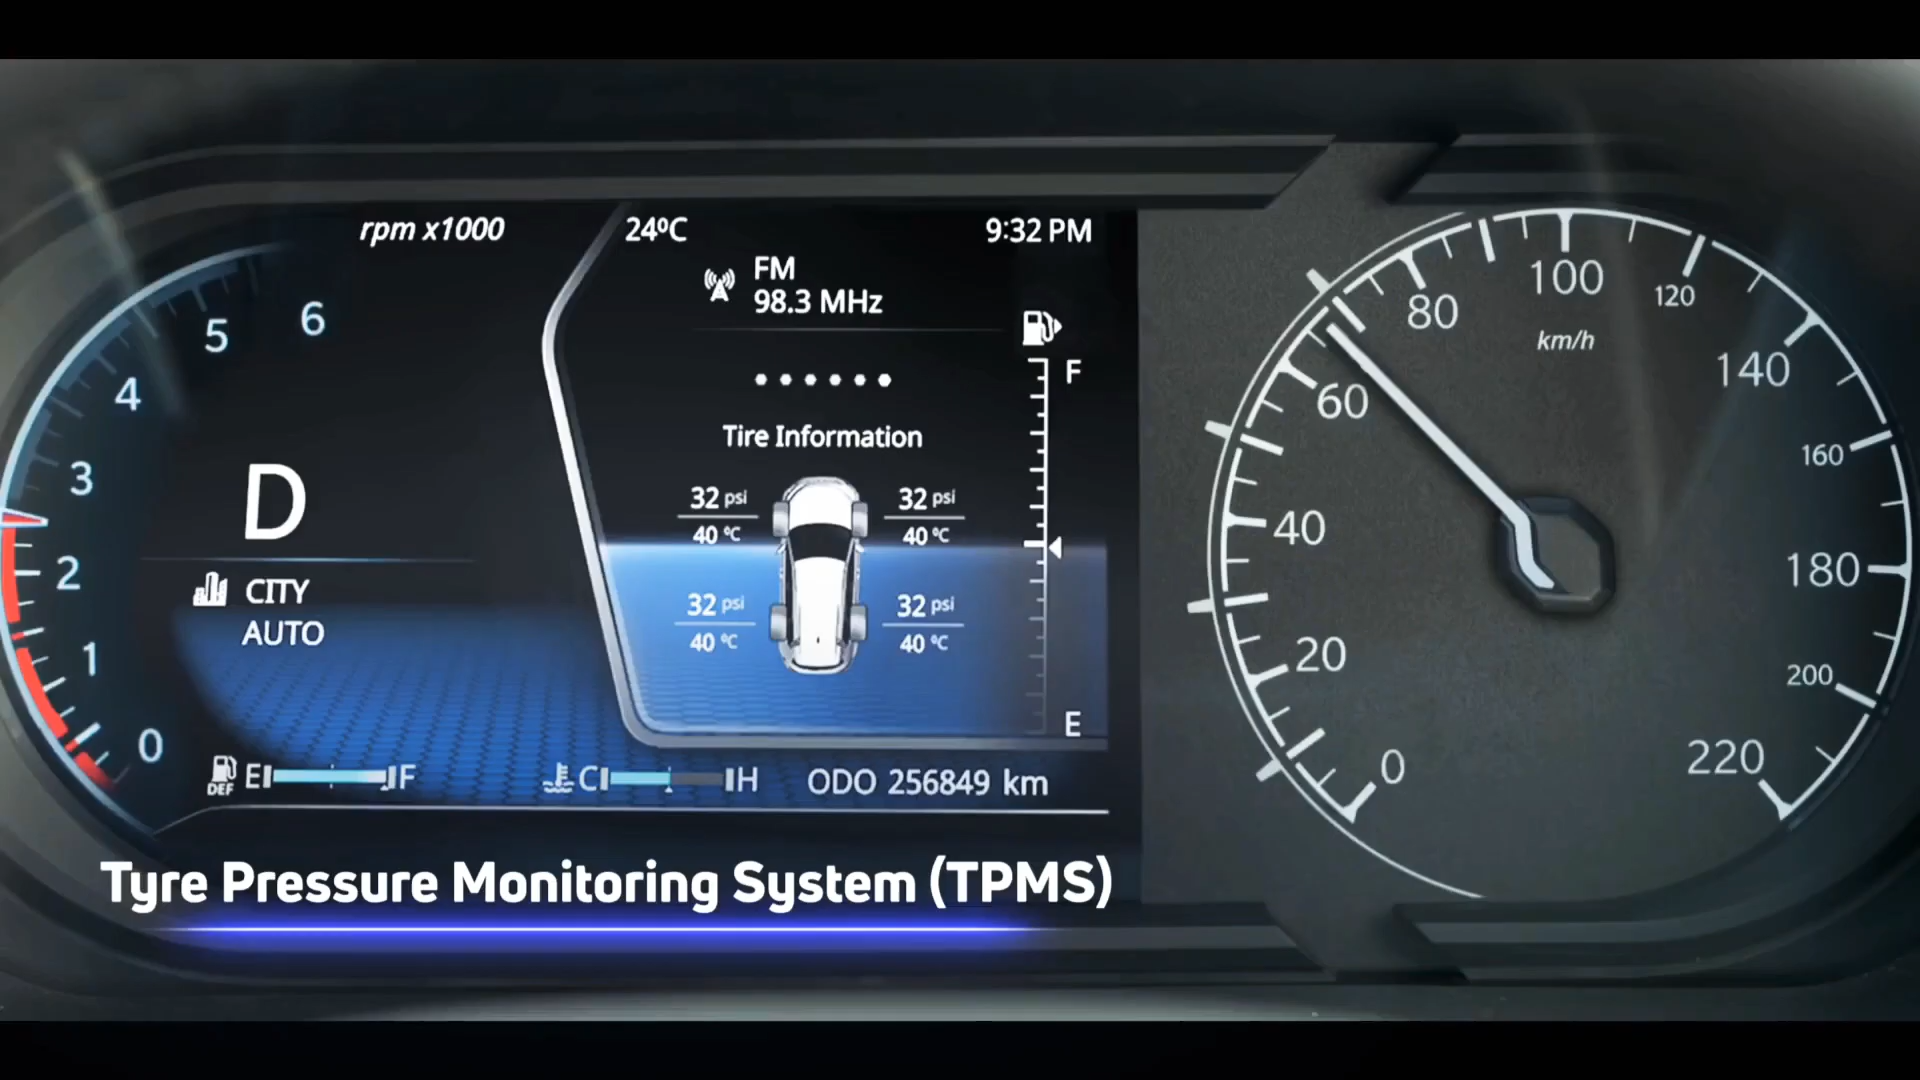 rpm x1000
24ºC
9:32 PM
FM
98.3 MHz
F
Tire Information
32 psi
40 ºC
32 psi
40 ºC
32 psi
40 ºC
32 psi
40 ºC
E
6
5
4
3
2
1
0
D
CITY
AUTO
DEF E F
C H
ODO 256849 km
0
20
40
60
80
100
120
140
160
180
200
220
km/h
Tyre Pressure Monitoring System (TPMS)